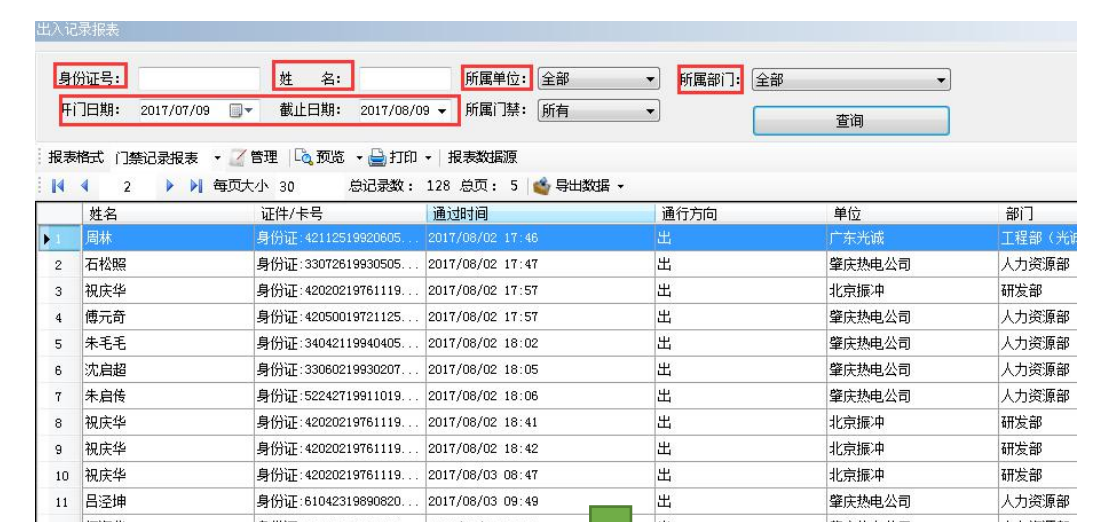 出入记录报表
身份证号： 姓 名： 所属单位： 全部 所属部门： 全部
开门日期： 2017/07/09 截止日期： 2017/08/09 所属门禁： 所有 查询
报表格式 门禁记录报表 管理 预览 打印 报表数据源
2 每页大小 30 总记录数： 128 总页： 5 导出数据
姓名 证件/卡号 通过时间 通行方向 单位 部门
1 周林 身份证:42112519920605... 2017/08/02 17:46 出 广东光诚 工程部（光诚
2 石松照 身份证:33072619930505... 2017/08/02 17:47 出 肇庆热电公司 人力资源部
3 祝庆华 身份证:42020219761119... 2017/08/02 17:57 出 北京振冲 研发部
4 傅元奇 身份证:42050019721125... 2017/08/02 17:57 出 肇庆热电公司 人力资源部
5 朱毛毛 身份证:34042119940405... 2017/08/02 18:02 出 肇庆热电公司 人力资源部
6 沈启超 身份证:33060219930207... 2017/08/02 18:05 出 肇庆热电公司 人力资源部
7 朱启传 身份证:52242719911019... 2017/08/02 18:06 出 肇庆热电公司 人力资源部
8 祝庆华 身份证:42020219761119... 2017/08/02 18:41 出 北京振冲 研发部
9 祝庆华 身份证:42020219761119... 2017/08/02 18:42 出 北京振冲 研发部
10 祝庆华 身份证:42020219761119... 2017/08/03 08:47 出 北京振冲 研发部
11 吕泾坤 身份证:61042319890820... 2017/08/03 09:49 出 肇庆热电公司 人力资源部